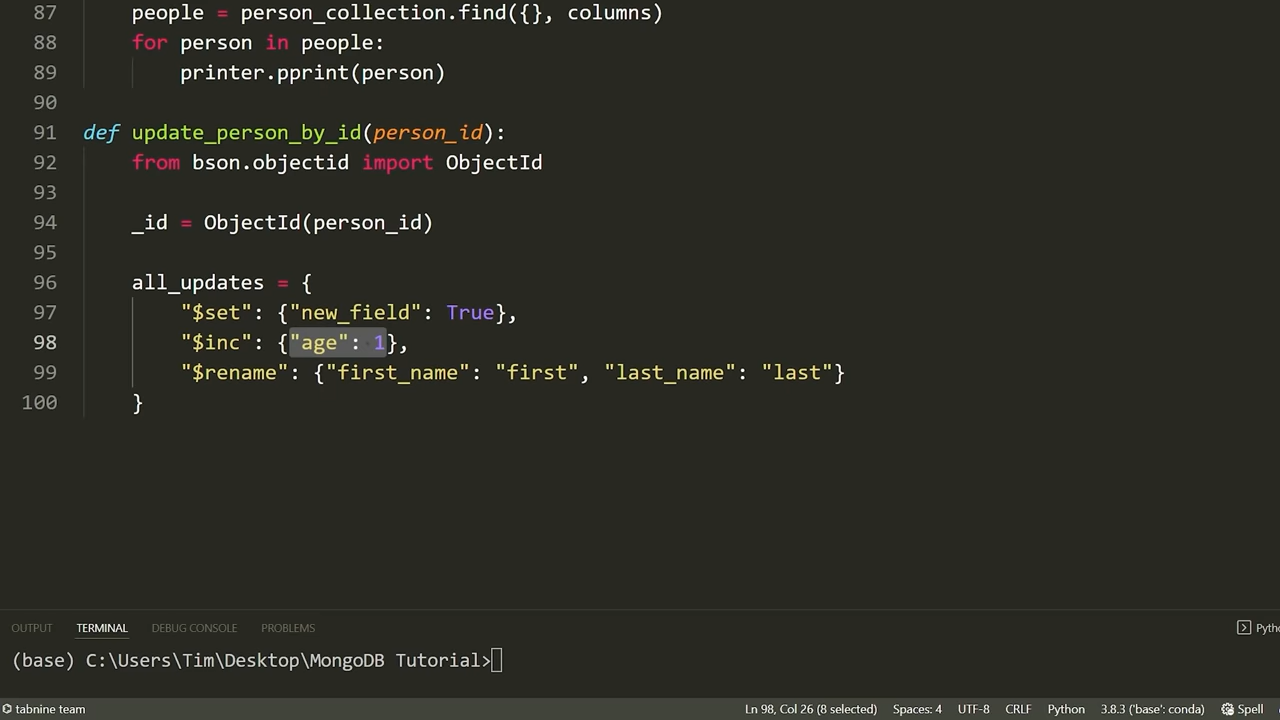 87 people = person_collection.find({}, columns)
88 for person in people:
89 printer.pprint(person)
90
91 def update_person_by_id(person_id):
92 from bson.objectid import ObjectId
93
94 _id = ObjectId(person_id)
95
96 all_updates = {
97 "$set": {"new_field": True},
98 "$inc": {"age": 1},
99 "$rename": {"first_name": "first", "last_name": "last"}
100 }
OUTPUT TERMINAL DEBUG CONSOLE PROBLEMS Pytho
(base) C:\Users\Tim\Desktop\MongoDB Tutorial>
tabnine team Ln 98, Col 26 (8 selected) Spaces: 4 UTF-8 CRLF Python 3.8.3 ('base': conda) Spell